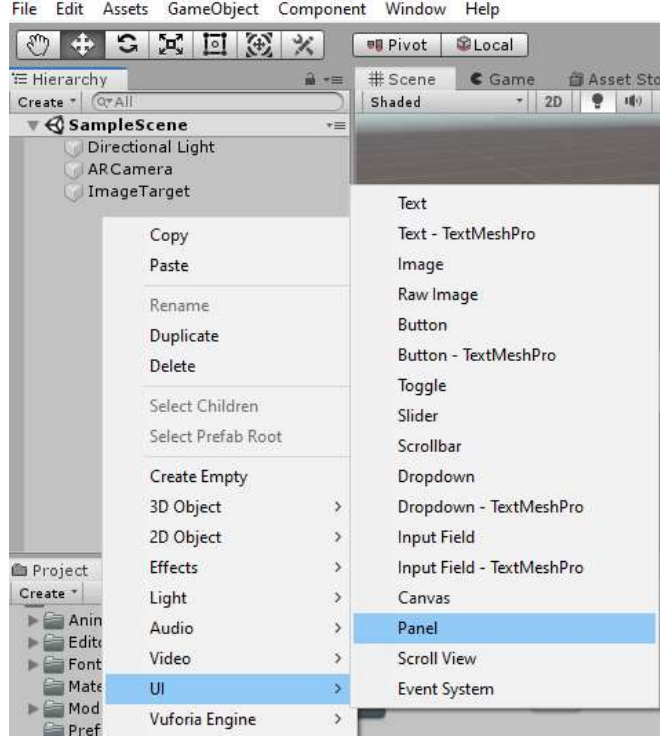 File Edit Assets GameObject Component Window Help
Pivot Local
Hierarchy
Create All
SampleScene
Directional Light
ARCamera
ImageTarget
# Scene Game Asset Sto
Shaded 2D
Copy
Paste
Rename
Duplicate
Delete
Select Children
Select Prefab Root
Create Empty
3D Object >
2D Object >
Effects >
Light >
Audio >
Video >
UI >
Vuforia Engine >
Text
Text - TextMeshPro
Image
Raw Image
Button
Button - TextMeshPro
Toggle
Slider
Scrollbar
Dropdown
Dropdown - TextMeshPro
Input Field
Input Field - TextMeshPro
Canvas
Panel
Scroll View
Event System
Project
Create
Anin
Edito
Font
Mate
Mod
Pref